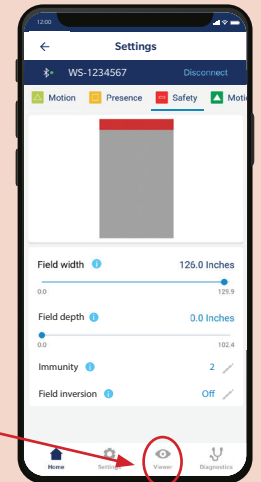 12:00
Settings
WS-1234567 Disconnect
Motion Presence Safety Moti
Field width 126.0 Inches
0.0 129.9
Field depth 0.0 Inches
0.0 102.4
Immunity 2
Field inversion Off
Home Settings Viewer Diagnostics